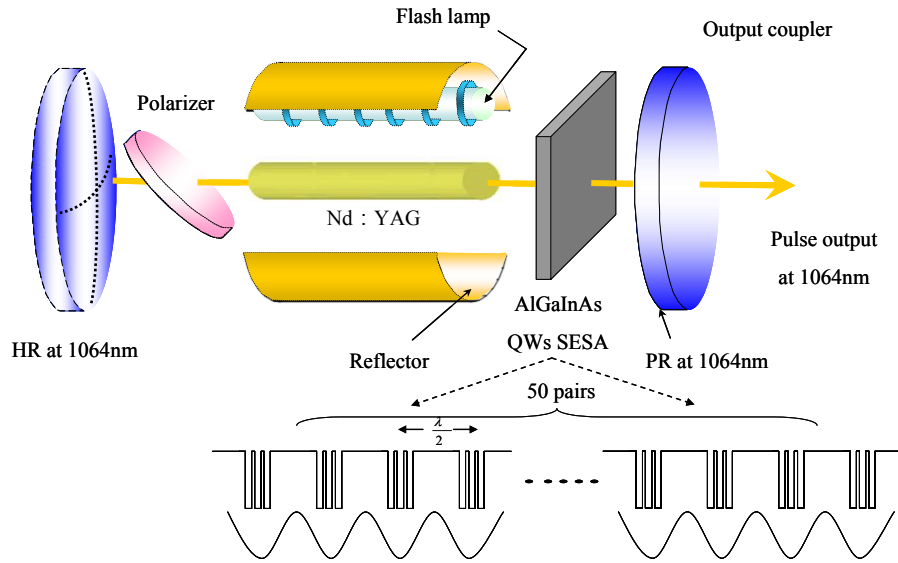 Flash lamp
Output coupler
Polarizer
Nd：YAG
Pulse output
at 1064nm
AlGaInAs
QWs SESA
HR at 1064nm
Reflector
PR at 1064nm
50 pairs
λ/2